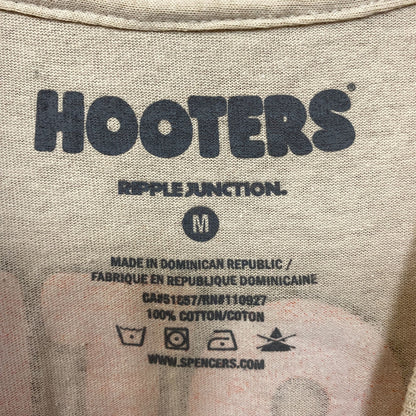 HOOTERS®
RIPPLE JUNCTION.
M
MADE IN DOMINICAN REPUBLIC /
FABRIQUE EN REPUBLIQUE DOMINICAINE
CA#51857/RN#110927
100% COTTON/COTON
WWW.SPENCERS.COM